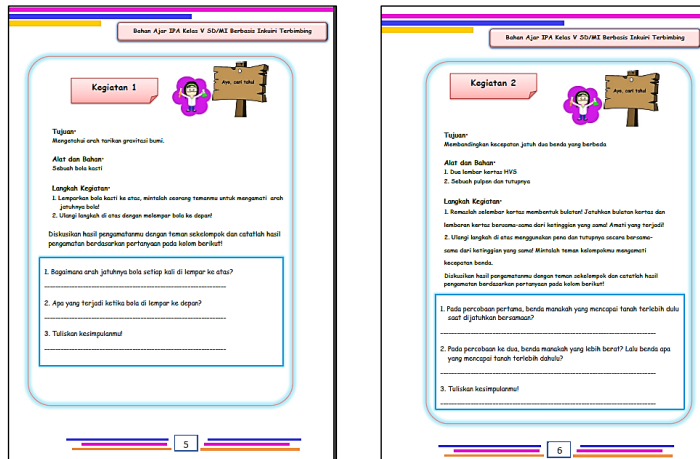 Bahan Ajar IPA Kelas V SD/MI Berbasis Inkuiri Terbimbing
Kegiatan 1
Ayo, cari tahu!
Tujuan:
Mengetahui arah tarikan gravitasi bumi.
Alat dan Bahan:
Sebuah bola kasti
Langkah Kegiatan:
1. Lemparkan bola kasti ke atas, mintalah seorang temanmu untuk mengamati arah
jatuhnya bola!
2. Ulangi langkah di atas dengan melempar bola ke depan!
Diskusikan hasil pengamatanmu dengan teman sekelompok dan catatlah hasil
pengamatan berdasarkan pertanyaan pada kolom berikut!
1. Bagaimana arah jatuhnya bola setiap kali di lempar ke atas?
2. Apa yang terjadi ketika bola di lempar ke depan?
3. Tuliskan kesimpulanmu!
5
Bahan Ajar IPA Kelas V SD/MI Berbasis Inkuiri Terbimbing
Kegiatan 2
Ayo, cari tahu!
Tujuan:
Membandingkan kecepatan jatuh dua benda yang berbeda
Alat dan Bahan:
1. Dua lembar kertas HVS
2. Sebuah pulpen dan tutupnya
Langkah Kegiatan:
1. Remaslah selembar kertas membentuk bulatan! Jatuhkan bulatan kertas dan
lembaran kertas bersama-sama dari ketinggian yang sama! Amati yang terjadi!
2. Ulangi langkah di atas menggunakan pena dan tutupnya secara bersama-
sama dari ketinggian yang sama! Mintalah teman kelompokmu mengamati
kecepatan benda.
Diskusikan hasil pengamatanmu dengan teman sekelompok dan catatlah hasil
pengamatan berdasarkan pertanyaan pada kolom berikut!
1. Pada percobaan pertama, benda manakah yang mencapai tanah terlebih dulu
saat dijatuhkan bersamaan?
2. Pada percobaan ke dua, benda manakah yang lebih berat? Lalu benda apa
yang mencapai tanah terlebih dahulu?
3. Tuliskan kesimpulanmu!
6